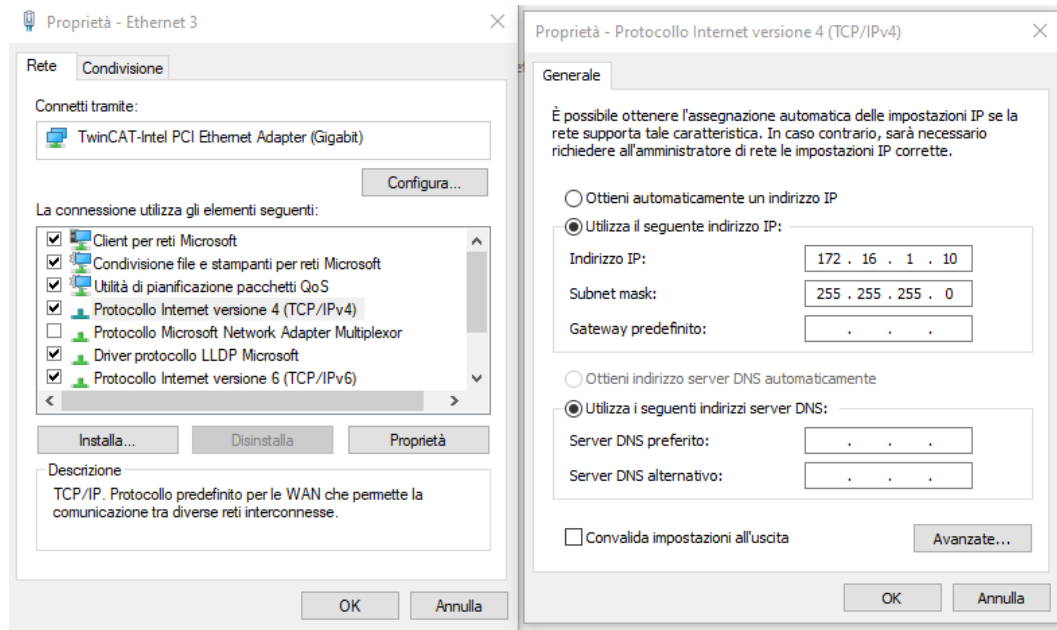 Proprietà - Ethernet 3
Rete
Condivisione
Connetti tramite:
TwinCAT-Intel PCI Ethernet Adapter (Gigabit)
Configura...
La connessione utilizza gli elementi seguenti:
Client per reti Microsoft
Condivisione file e stampanti per reti Microsoft
Utilità di pianificazione pacchetti QoS
Protocollo Internet versione 4 (TCP/IPv4)
Protocollo Microsoft Network Adapter Multiplexor
Driver protocollo LLDP Microsoft
Protocollo Internet versione 6 (TCP/IPv6)
Installa...
Disinstalla
Proprietà
Descrizione
TCP/IP. Protocollo predefinito per le WAN che permette la
comunicazione tra diverse reti interconnesse.
OK
Annulla
Proprietà - Protocollo Internet versione 4 (TCP/IPv4)
Generale
È possibile ottenere l'assegnazione automatica delle impostazioni IP se la
rete supporta tale caratteristica. In caso contrario, sarà necessario
richiedere all'amministratore di rete le impostazioni IP corrette.
Ottieni automaticamente un indirizzo IP
Utilizza il seguente indirizzo IP:
Indirizzo IP: 172 . 16 . 1 . 10
Subnet mask: 255 . 255 . 255 . 0
Gateway predefinito: . . .
Ottieni indirizzo server DNS automaticamente
Utilizza i seguenti indirizzi server DNS:
Server DNS preferito: . . .
Server DNS alternativo: . . .
Convalida impostazioni all'uscita
Avanzate...
OK
Annulla